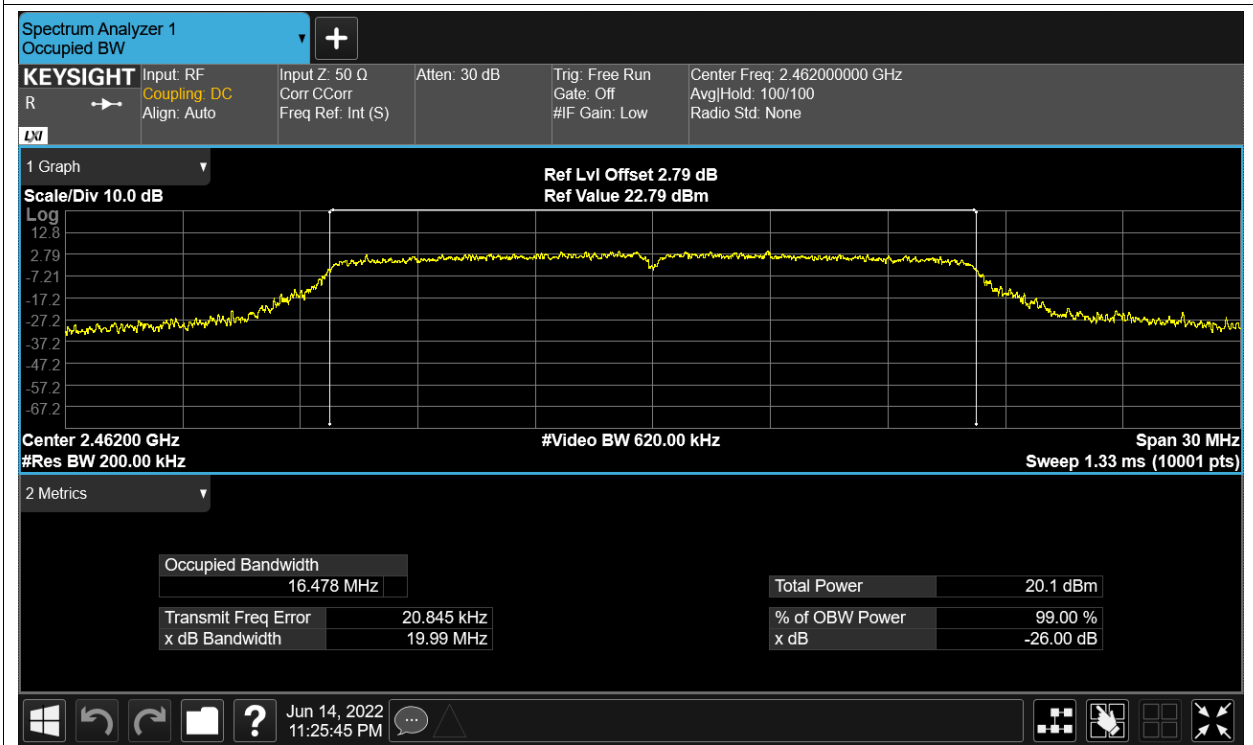 Spectrum Analyzer 1
Occupied BW
KEYSIGHT
R
LXI
Input: RF
Coupling: DC
Align: Auto
Input Z: 50 Ω
Corr CCorr
Freq Ref: Int (S)
Atten: 30 dB
Trig: Free Run
Gate: Off
#IF Gain: Low
Center Freq: 2.462000000 GHz
Avg|Hold: 100/100
Radio Std: None
1 Graph
Scale/Div 10.0 dB
Ref Lvl Offset 2.79 dB
Ref Value 22.79 dBm
Log
12.8
2.79
-7.21
-17.2
-27.2
-37.2
-47.2
-57.2
-67.2
Center 2.46200 GHz
#Video BW 620.00 kHz
Span 30 MHz
#Res BW 200.00 kHz
Sweep 1.33 ms (10001 pts)
2 Metrics
Occupied Bandwidth
16.478 MHz
Total Power 20.1 dBm
Transmit Freq Error 20.845 kHz
% of OBW Power 99.00 %
x dB Bandwidth 19.99 MHz
x dB -26.00 dB
?
Jun 14, 2022
11:25:45 PM